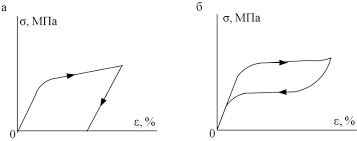 а
σ, МПа
0
ε, %
б
σ, МПа
0
ε, %